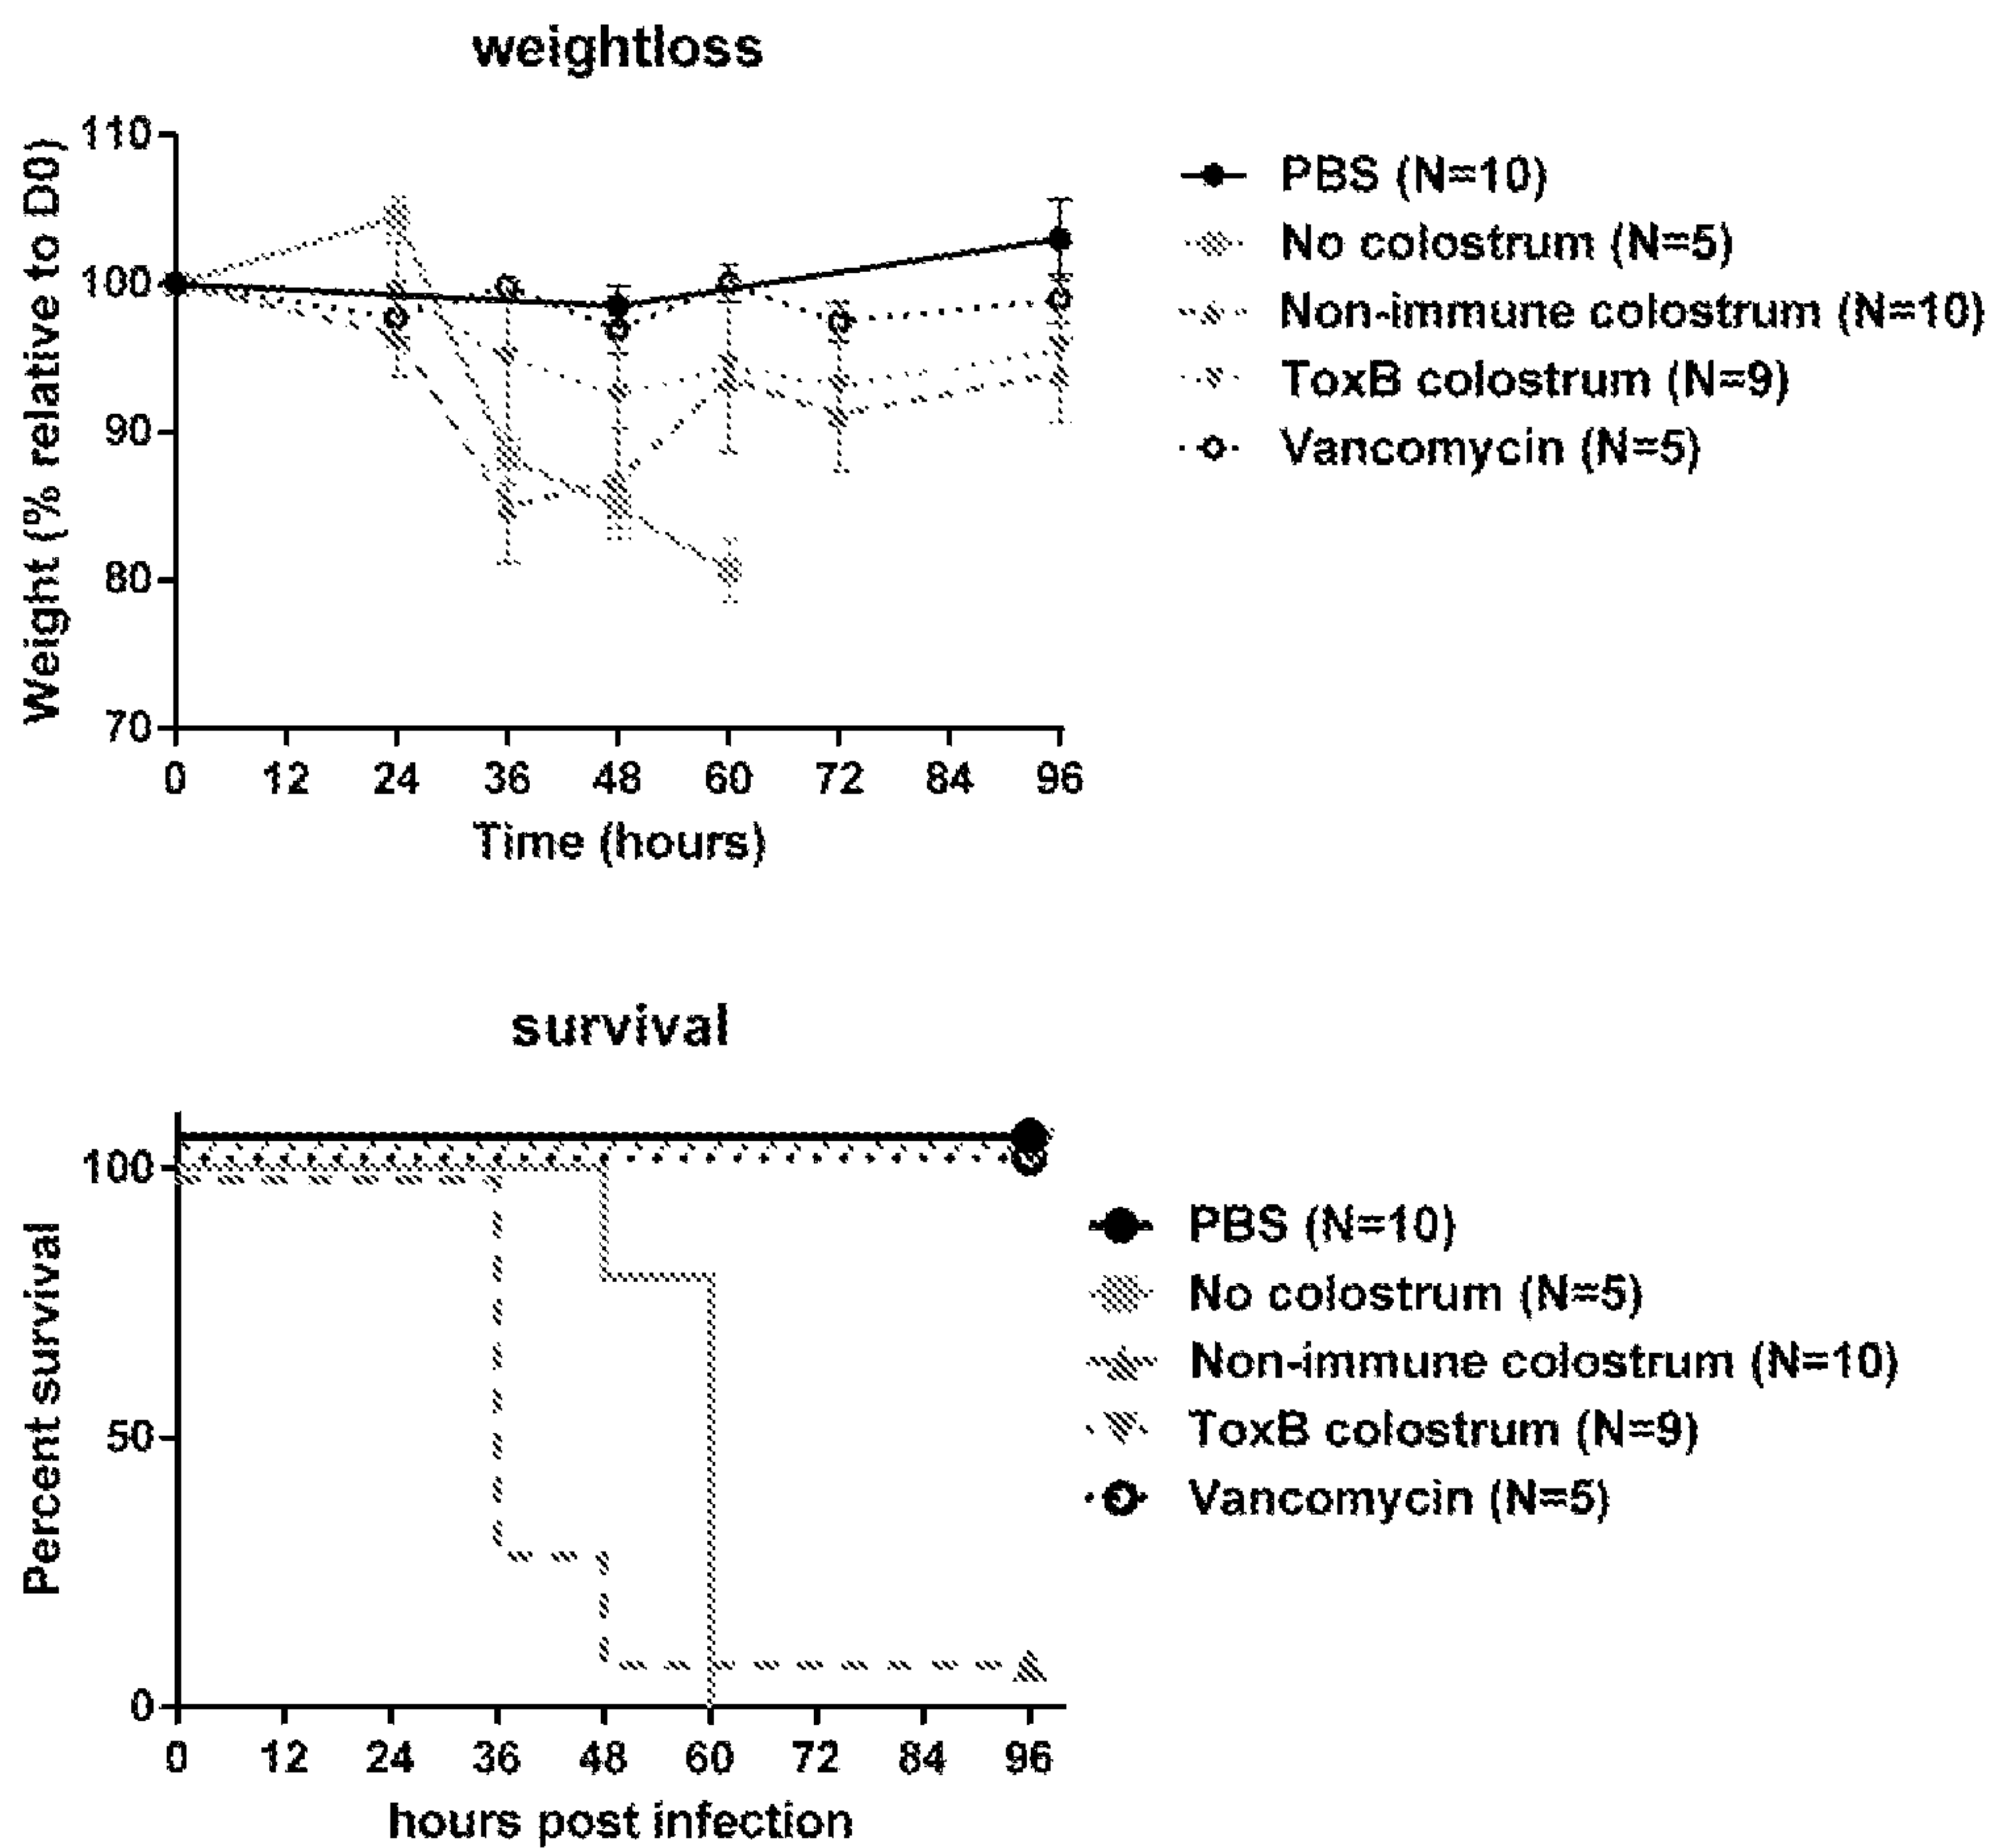 weightloss
Weight (% relative to D0)
110
100
90
80
70
0 12 24 36 48 60 72 84 96
Time (hours)
PBS (N=10)
No colostrum (N=5)
Non-immune colostrum (N=10)
ToxB colostrum (N=9)
Vancomycin (N=5)
survival
Percent survival
100
50
0
0 12 24 36 48 60 72 84 96
hours post infection
PBS (N=10)
No colostrum (N=5)
Non-immune colostrum (N=10)
ToxB colostrum (N=9)
Vancomycin (N=5)